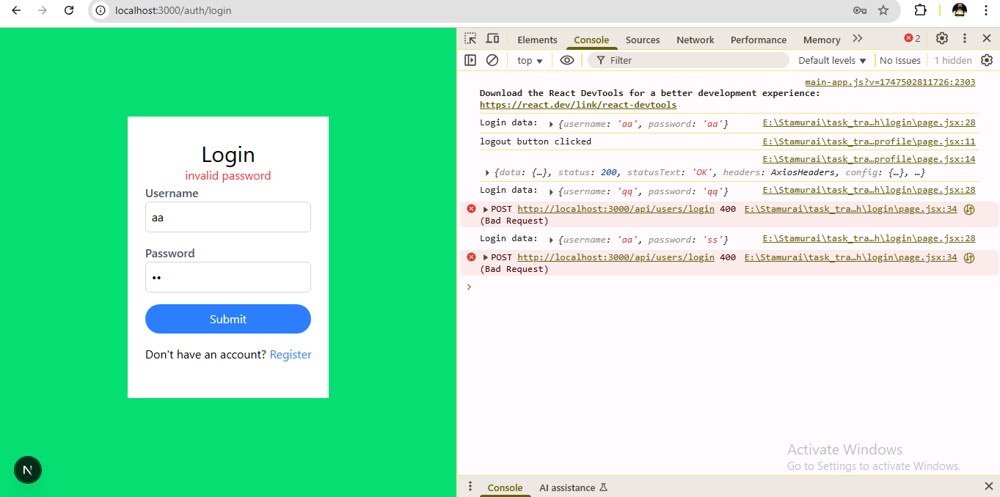 localhost:3000/auth/login
Login
invalid password
Username
aa
Password
••
Submit
Don't have an account? Register
N
Elements Console Sources Network Performance Memory 2
top Filter Default levels No Issues 1 hidden
main-app.js?v=1747502811726:2303
Download the React DevTools for a better development experience:
https://react.dev/link/react-devtools
Login data: {username: 'aa', password: 'aa'} E:\Stamurai\task_tra…h\login\page.jsx:28
logout button clicked E:\Stamurai\task_tra…profile\page.jsx:11
E:\Stamurai\task_tra…profile\page.jsx:14
{data: {…}, status: 200, statusText: 'OK', headers: AxiosHeaders, config: {…}, …}
Login data: {username: 'qq', password: 'qq'} E:\Stamurai\task_tra…h\login\page.jsx:28
POST http://localhost:3000/api/users/login 400 E:\Stamurai\task_tra…h\login\page.jsx:34
(Bad Request)
Login data: {username: 'aa', password: 'ss'} E:\Stamurai\task_tra…h\login\page.jsx:28
POST http://localhost:3000/api/users/login 400 E:\Stamurai\task_tra…h\login\page.jsx:34
(Bad Request)
Activate Windows
Go to Settings to activate Windows.
Console AI assistance